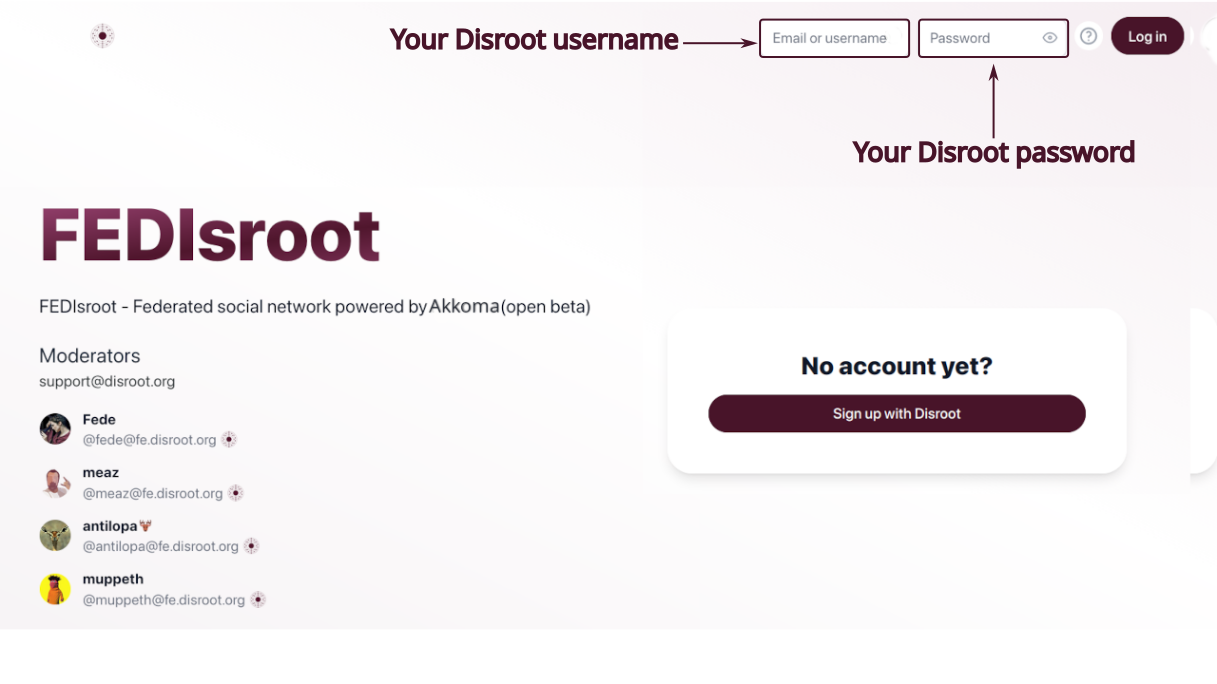 Your Disroot username
Email or username
Password
Log in
Your Disroot password
FEDIsroot
FEDIsroot - Federated social network powered by Akkoma (open beta)
Moderators
support@disroot.org
Fede
@fede@fe.disroot.org
meaz
@meaz@fe.disroot.org
antilopa
@antilopa@fe.disroot.org
muppeth
@muppeth@fe.disroot.org
No account yet?
Sign up with Disroot